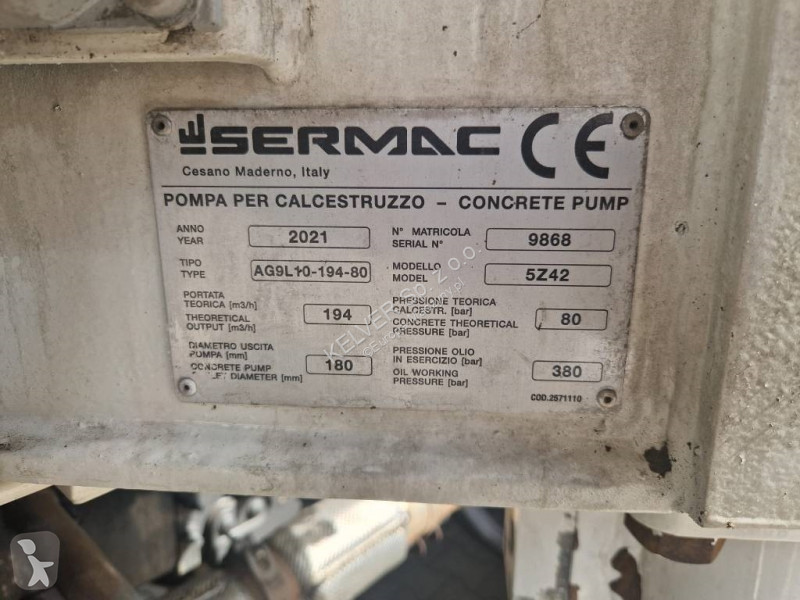 SERMAC CE
Cesano Maderno, Italy
POMPA PER CALCESTRUZZO - CONCRETE PUMP
ANNO
YEAR
2021
N° MATRICOLA
SERIAL N°
9868
TIPO
TYPE
AG9L10-194-80
MODELLO
MODEL
5Z42
PORTATA
TEORICA [m3/h]
THEORETICAL
OUTPUT [m3/h]
194
PRESSIONE TEORICA
CALCESTR. [bar]
CONCRETE THEORETICAL
PRESSURE [bar]
80
DIAMETRO USCITA
POMPA [mm]
CONCRETE PUMP
DIAMETER [mm]
180
PRESSIONE OLIO
IN ESERCIZIO [bar]
OIL WORKING
PRESSURE [bar]
380
COD.2571110
KELVER Sp. z o.o.